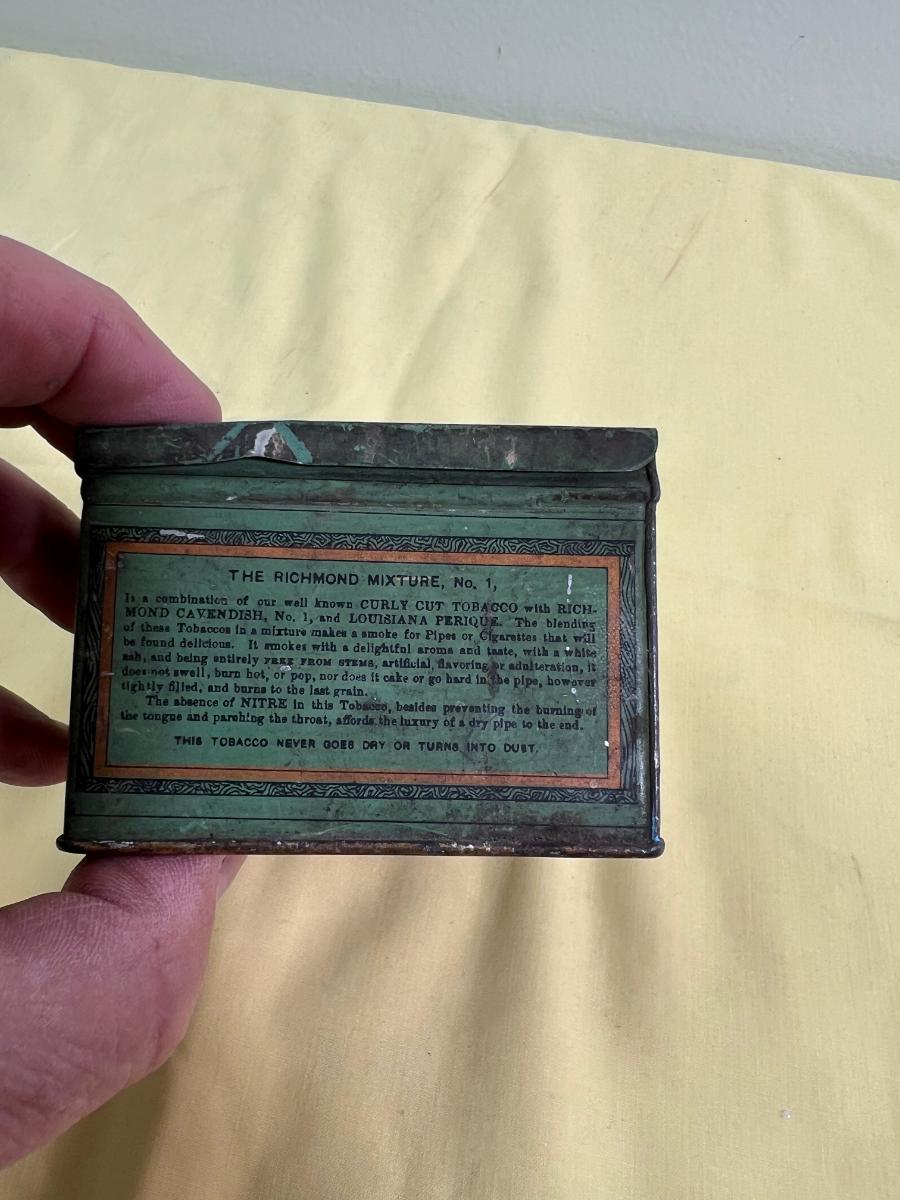 THE RICHMOND MIXTURE, No. 1,
Is a combination of our well known CURLY CUT TOBACCO with RICH-
MOND CAVENDISH, No. 1, and LOUISIANA PERIQUE. The blending
of these Tobaccos in a mixture makes a smoke for Pipes or Cigarettes that will
be found delicious. It smokes with a delightful aroma and taste, with a white
ash, and being entirely FREE FROM STEMS, artificial, flavoring or adulteration, it
does not swell, burn hot, or pop, nor does it cake or go hard in the pipe, however
tightly filled, and burns to the last grain.
The absence of NITRE in this Tobacco, besides preventing the burning of
the tongue and parching the throat, affords the luxury of a dry pipe to the end.
THIS TOBACCO NEVER GOES DRY OR TURNS INTO DUST.